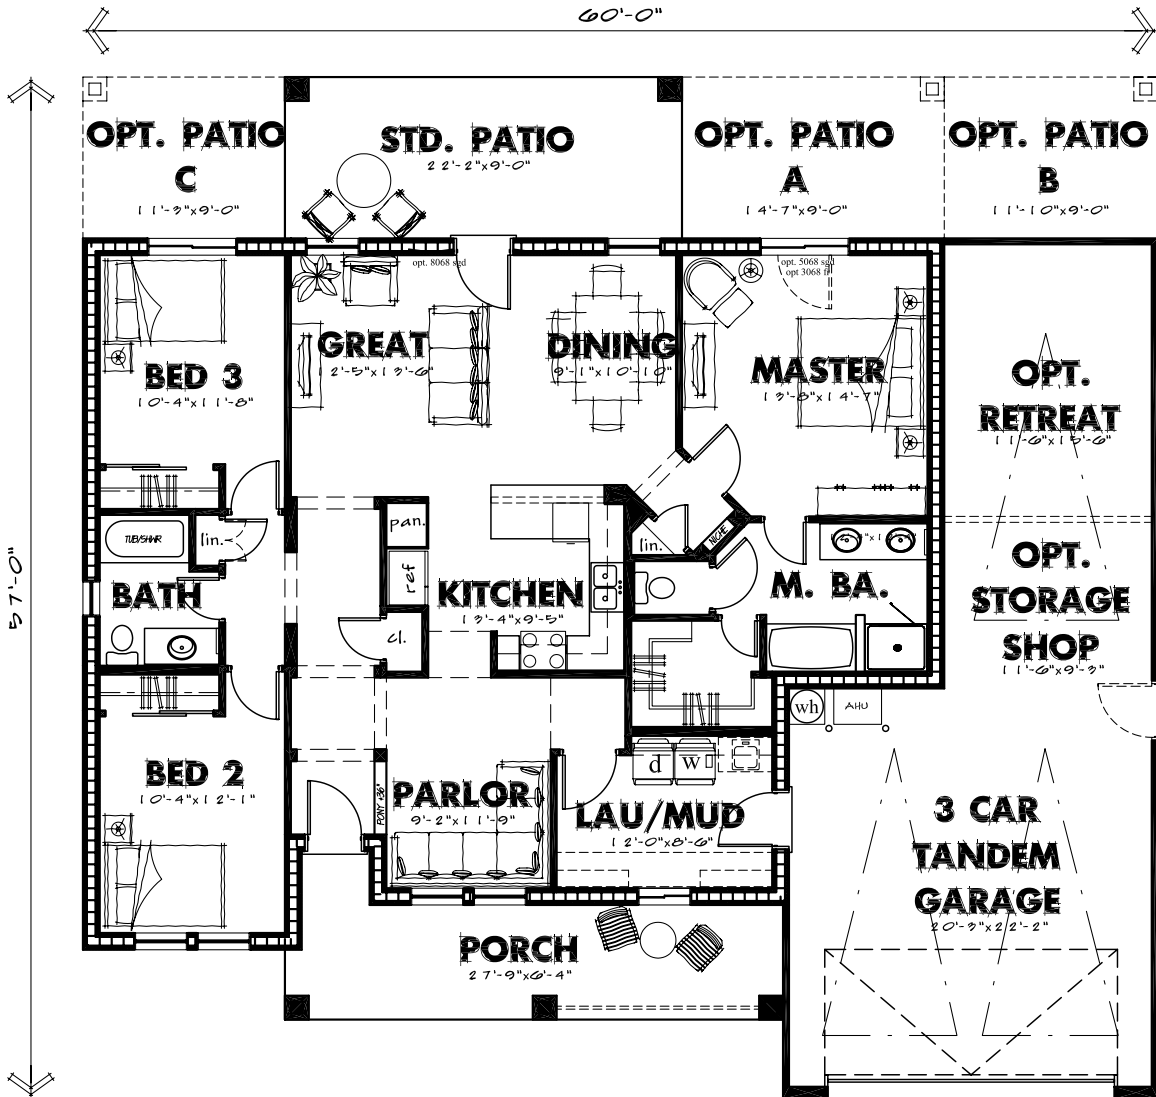 60'-0"
OPT. PATIO
C
11'-3"x9'-0"
STD. PATIO
22'-2"x9'-0"
OPT. PATIO
A
14'-7"x9'-0"
OPT. PATIO
B
11'-10"x9'-0"
opt. 8068 sgd
opt. 5068 sgd
opt 3068 fr
GREAT
12'-5"x13'-6"
DINING
9'-1"x10'-10"
BED 3
10'-4"x11'-8"
MASTER
13'-8"x14'-7"
OPT.
RETREAT
11'-6"x15'-6"
57'-0"
TUB/SHWR
lin.
pan.
ref
cl.
lin.
NICHE
BATH
KITCHEN
13'-4"x9'-5"
M. BA.
OPT.
STORAGE
SHOP
11'-6"x9'-3"
wh
AHU
BED 2
10'-4"x12'-1"
PONY +36"
PARLOR
9'-2"x11'-9"
d
w
LAU/MUD
12'-0"x8'-6"
3 CAR
TANDEM
GARAGE
20'-3"x22'-2"
PORCH
27'-9"x6'-4"